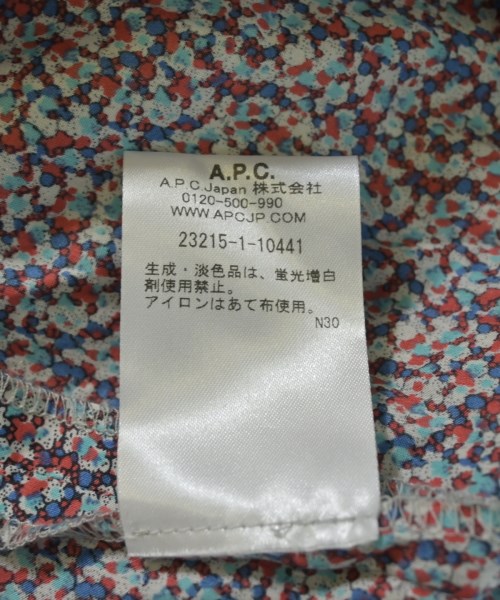 A.P.C.
A.P.C.Japan 株式会社
0120-500-990
WWW.APCJP.COM
23215-1-10441
生成・淡色品は、蛍光増白
剤使用禁止。
アイロンはあて布使用。
N30